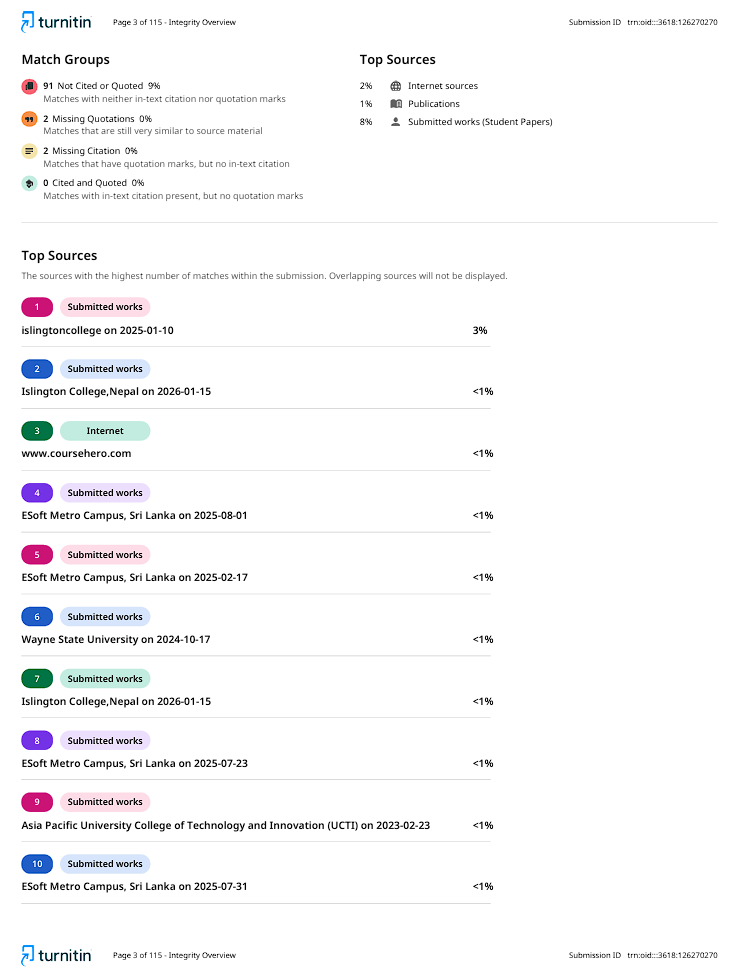 turnitin Page 3 of 115 - Integrity Overview Submission ID trn:oid:::3618:126270270
Match Groups
91 Not Cited or Quoted 9%
Matches with neither in-text citation nor quotation marks
2 Missing Quotations 0%
Matches that are still very similar to source material
2 Missing Citation 0%
Matches that have quotation marks, but no in-text citation
0 Cited and Quoted 0%
Matches with in-text citation present, but no quotation marks
Top Sources
2% Internet sources
1% Publications
8% Submitted works (Student Papers)
Top Sources
The sources with the highest number of matches within the submission. Overlapping sources will not be displayed.
1 Submitted works
islingtoncollege on 2025-01-10 3%
2 Submitted works
Islington College,Nepal on 2026-01-15 <1%
3 Internet
www.coursehero.com <1%
4 Submitted works
ESoft Metro Campus, Sri Lanka on 2025-08-01 <1%
5 Submitted works
ESoft Metro Campus, Sri Lanka on 2025-02-17 <1%
6 Submitted works
Wayne State University on 2024-10-17 <1%
7 Submitted works
Islington College,Nepal on 2026-01-15 <1%
8 Submitted works
ESoft Metro Campus, Sri Lanka on 2025-07-23 <1%
9 Submitted works
Asia Pacific University College of Technology and Innovation (UCTI) on 2023-02-23 <1%
10 Submitted works
ESoft Metro Campus, Sri Lanka on 2025-07-31 <1%
turnitin Page 3 of 115 - Integrity Overview Submission ID trn:oid:::3618:126270270